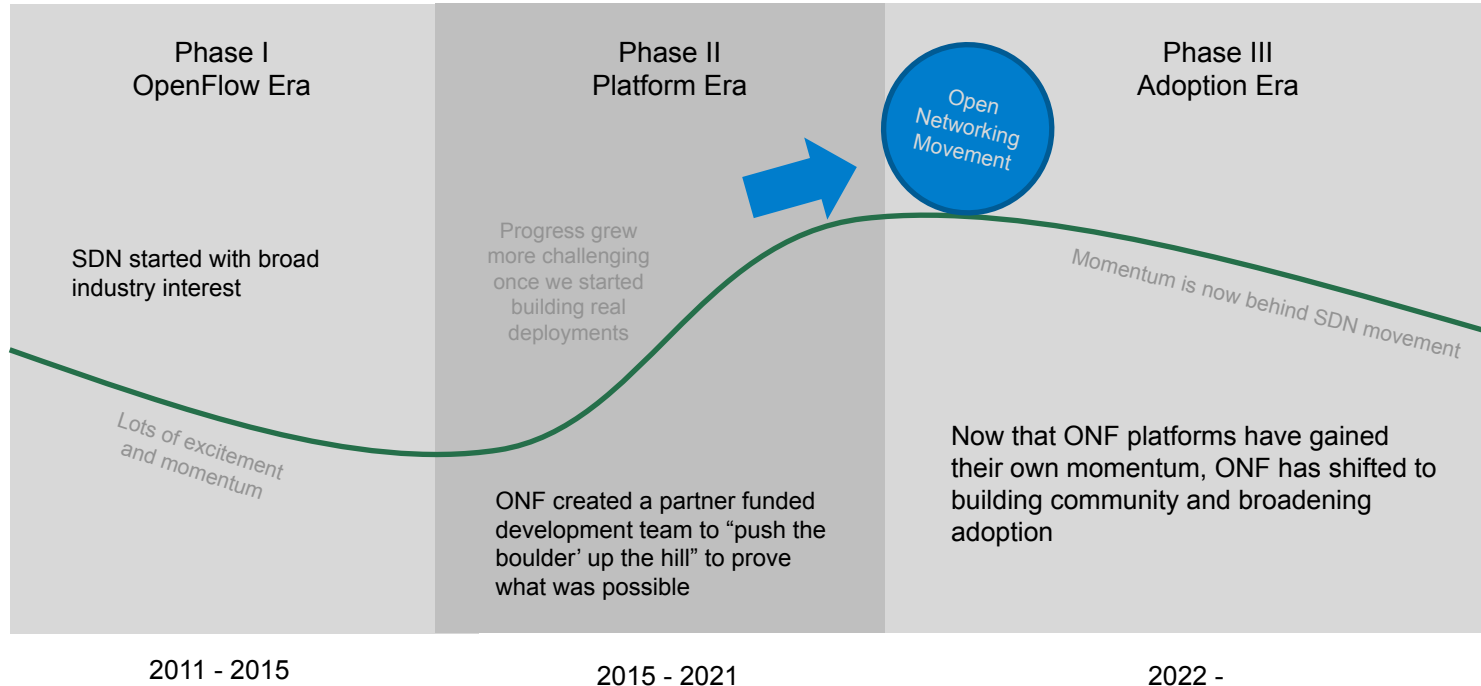 Phase I
OpenFlow Era
SDN started with broad
industry interest
Lots of excitement
and momentum
2011 - 2015
Phase II
Platform Era
Progress grew
more challenging
once we started
building real
deployments
ONF created a partner funded
development team to “push the
boulder’ up the hill” to prove
what was possible
2015 - 2021
Phase III
Adoption Era
Open
Networking
Movement
Momentum is now behind SDN movement
Now that ONF platforms have gained
their own momentum, ONF has shifted to
building community and broadening
adoption
2022 -